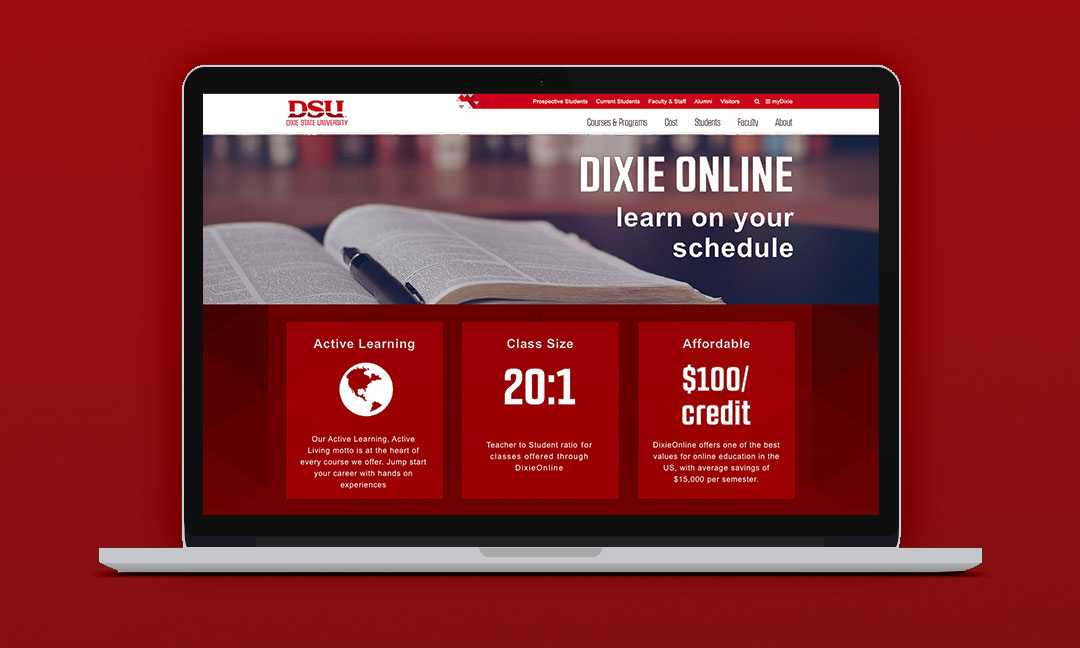 DSU
DIXIE STATE UNIVERSITY
Prospective Students Current Students Faculty & Staff Alumni Visitors myDixie
Courses & Programs Cost Students Faculty About
DIXIE ONLINE
learn on your
schedule
Active Learning
Our Active Learning, Active
Living motto is at the heart of
every course we offer. Jump start
your career with hands on
experiences
Class Size
20:1
Teacher to Student ratio for
classes offered through
DixieOnline
Affordable
$100/
credit
DixieOnline offers one of the best
values for online education in the
US, with average savings of
$15,000 per semester.